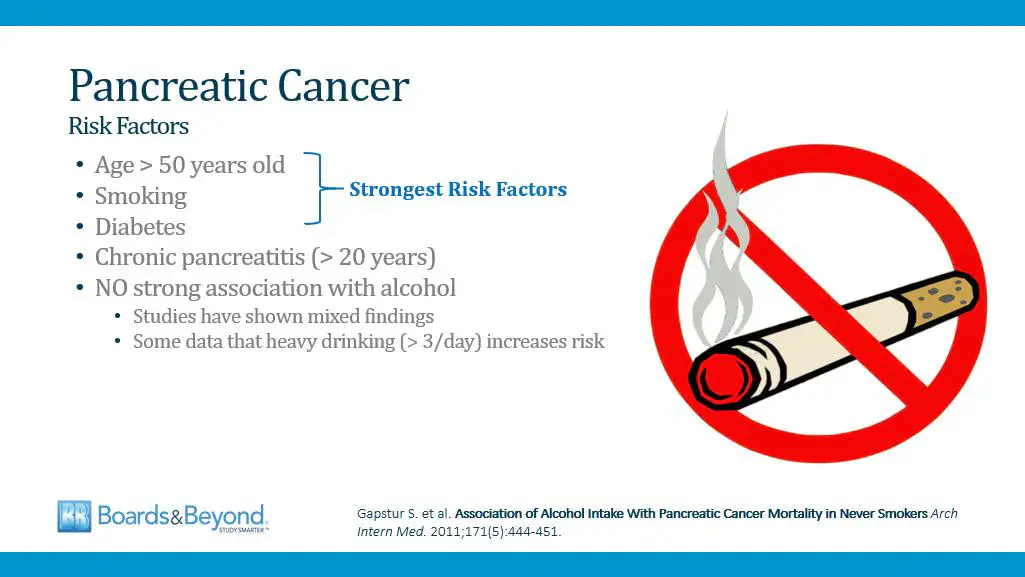 Pancreatic Cancer
Risk Factors
• Age > 50 years old
• Smoking
• Diabetes
Strongest Risk Factors
• Chronic pancreatitis (> 20 years)
• NO strong association with alcohol
• Studies have shown mixed findings
• Some data that heavy drinking (> 3/day) increases risk
BB Boards&Beyond.
STUDY SMARTER™
Gapstur S. et al. Association of Alcohol Intake With Pancreatic Cancer Mortality in Never Smokers Arch
Intern Med. 2011;171(5):444-451.